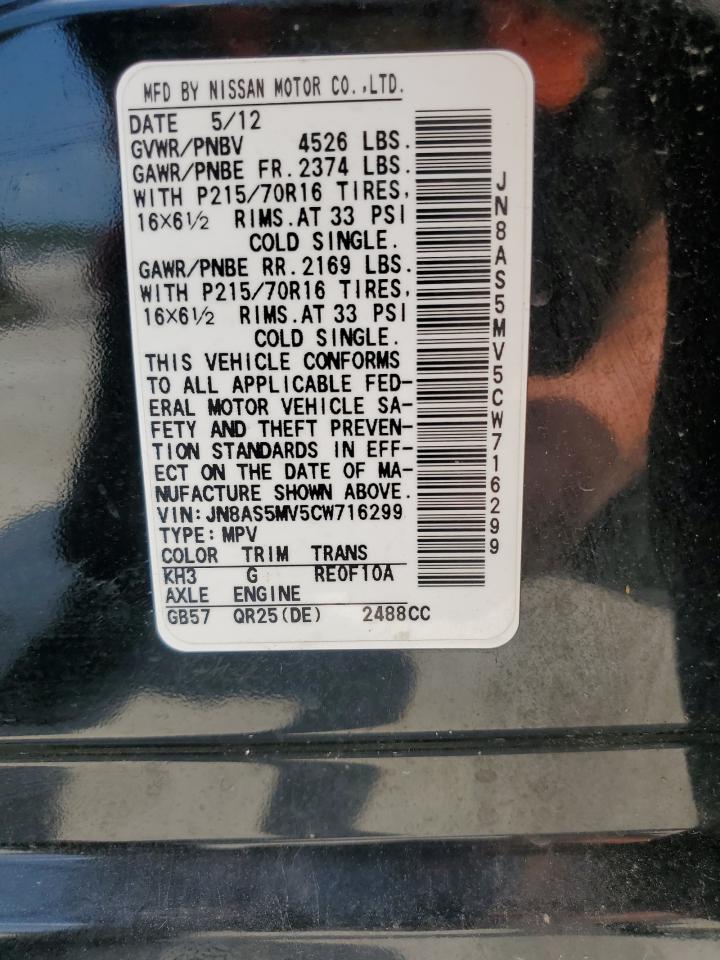 MFD BY NISSAN MOTOR CO.,LTD.
DATE 5/12
GVWR/PNBV 4526 LBS.
GAWR/PNBE FR. 2374 LBS.
WITH P215/70R16 TIRES,
16×6½ RIMS.AT 33 PSI
COLD SINGLE.
GAWR/PNBE RR. 2169 LBS.
WITH P215/70R16 TIRES,
16×6½ RIMS.AT 33 PSI
COLD SINGLE.
THIS VEHICLE CONFORMS
TO ALL APPLICABLE FED-
ERAL MOTOR VEHICLE SA-
FETY AND THEFT PREVEN-
TION STANDARDS IN EFF-
ECT ON THE DATE OF MA-
NUFACTURE SHOWN ABOVE.
VIN: JN8AS5MV5CW716299
TYPE: MPV
COLOR TRIM TRANS
KH3 G RE0F10A
AXLE ENGINE
GB57 QR25(DE) 2488CC
JN8AS5MV5CW716299